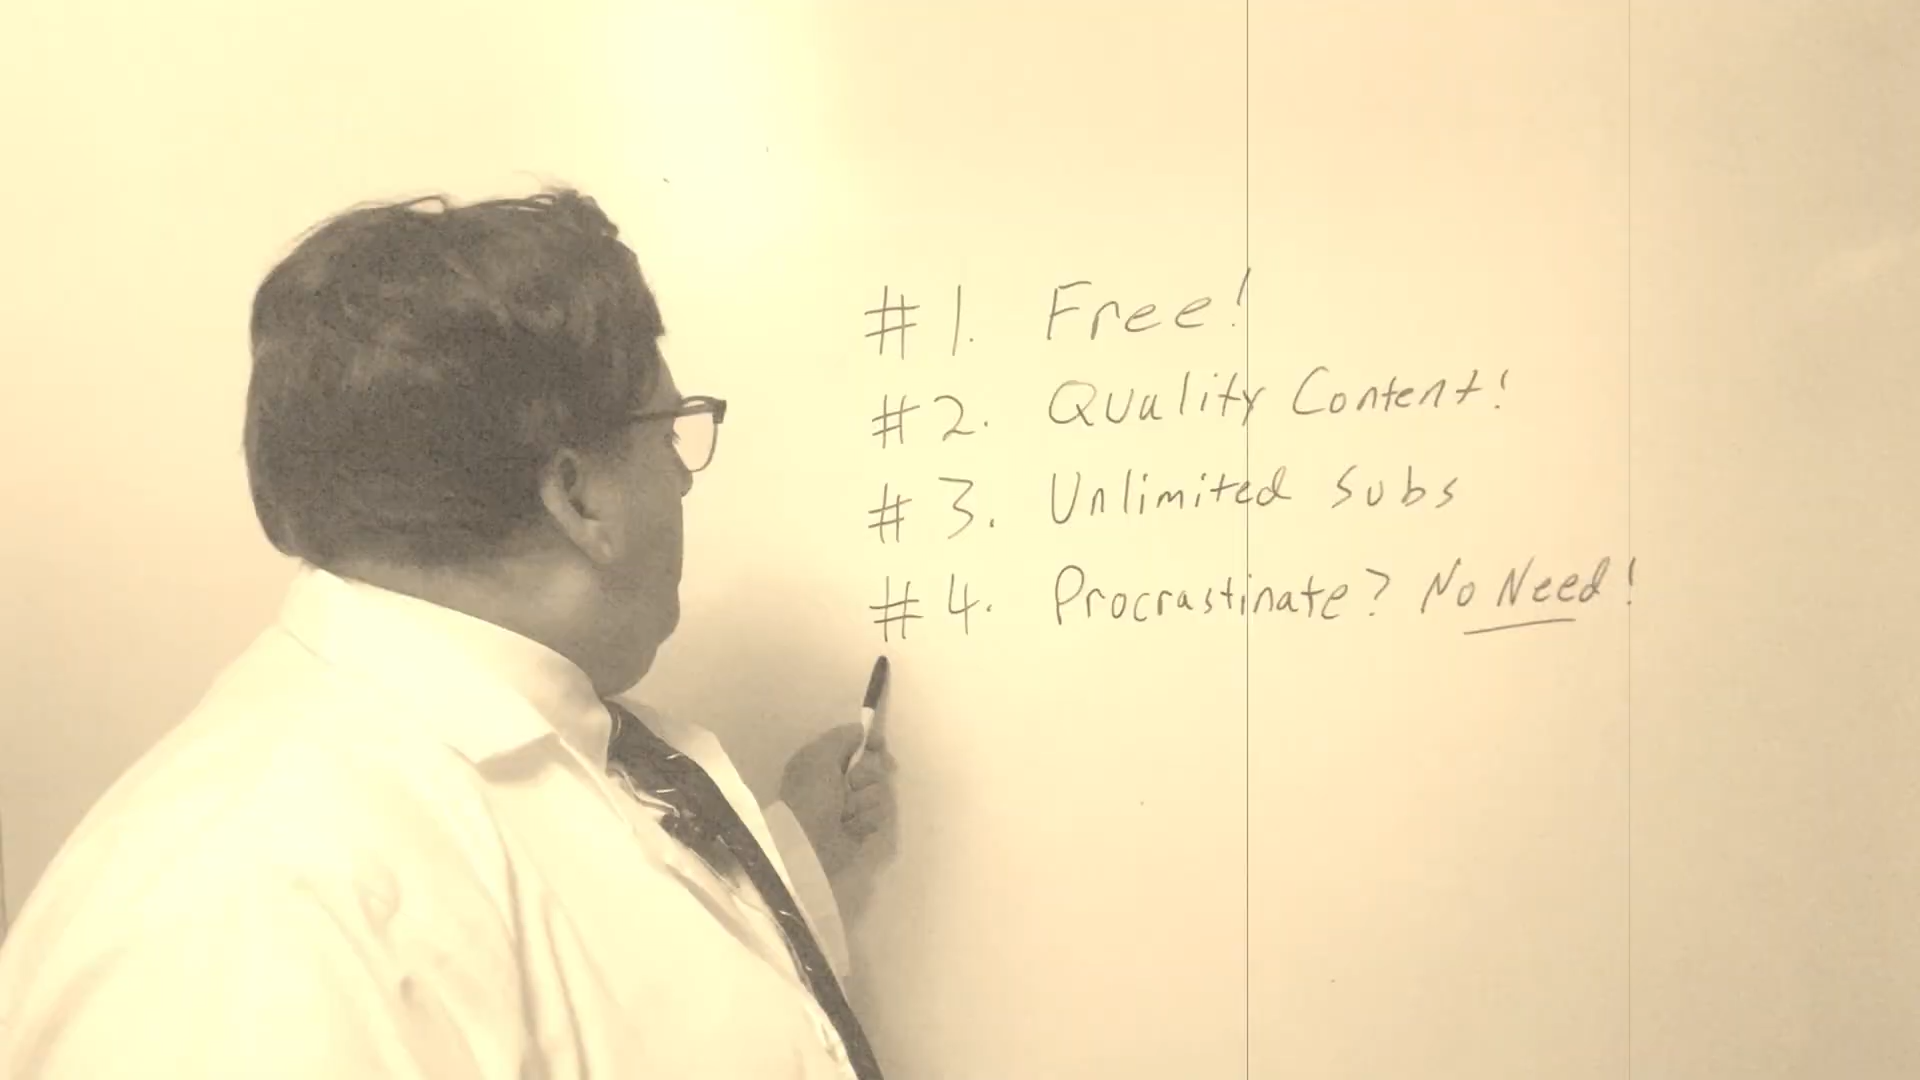 #1. Free!
#2. Quality Content!
#3. Unlimited subs
#4. Procrastinate? No Need!